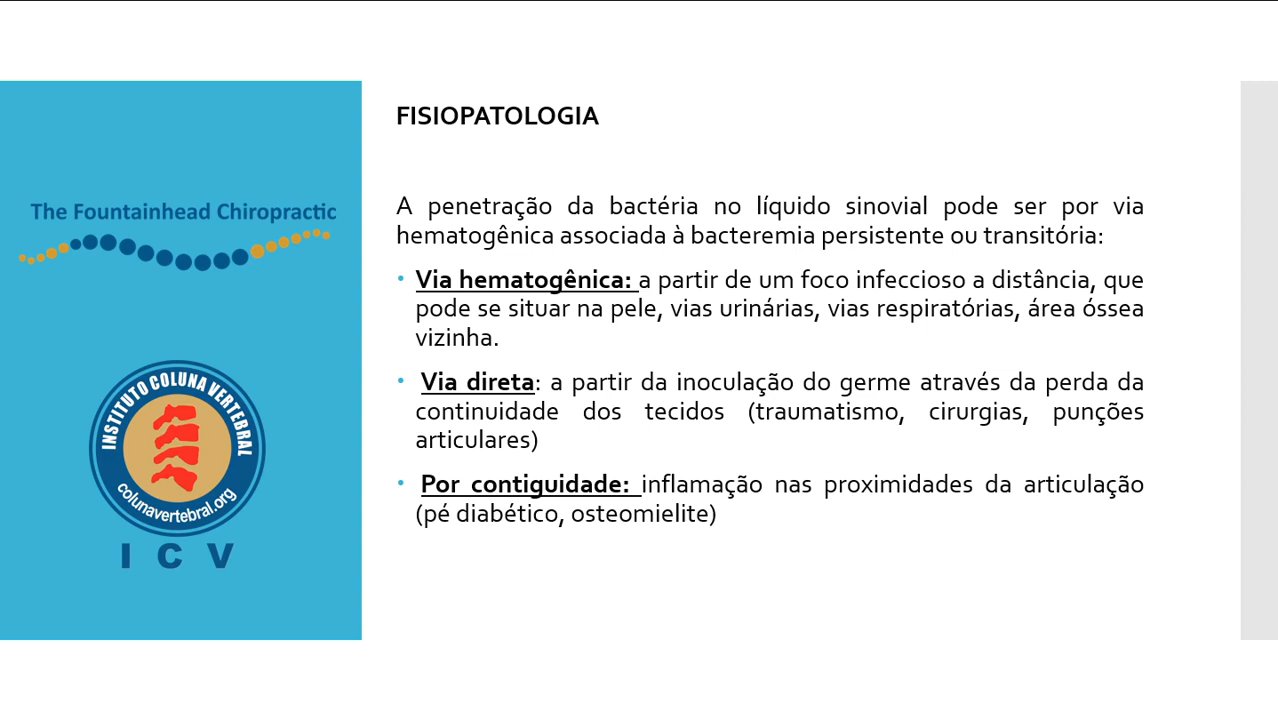 The Fountainhead Chiropractic
INSTITUTO COLUNA VERTEBRAL
colunavertebral.org
I C V
FISIOPATOLOGIA
A penetração da bactéria no líquido sinovial pode ser por via
hematogênica associada à bacteremia persistente ou transitória:
• Via hematogênica: a partir de um foco infeccioso a distância, que
pode se situar na pele, vias urinárias, vias respiratórias, área óssea
vizinha.
• Via direta: a partir da inoculação do germe através da perda da
continuidade dos tecidos (traumatismo, cirurgias, punções
articulares)
• Por contiguidade: inflamação nas proximidades da articulação
(pé diabético, osteomielite)